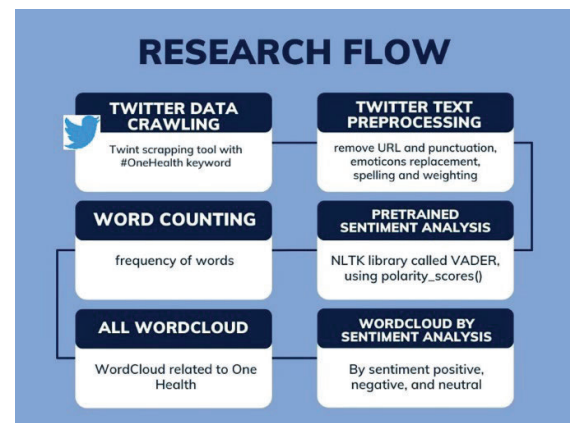 RESEARCH FLOW
TWITTER DATA
CRAWLING
Twint scrapping tool with
#OneHealth keyword
TWITTER TEXT
PREPROCESSING
remove URL and punctuation,
emoticons replacement,
spelling and weighting
WORD COUNTING
frequency of words
PRETRAINED
SENTIMENT ANALYSIS
NLTK library called VADER,
using polarity_scores()
ALL WORDCLOUD
WordCloud related to One
Health
WORDCLOUD BY
SENTIMENT ANALYSIS
By sentiment positive,
negative, and neutral